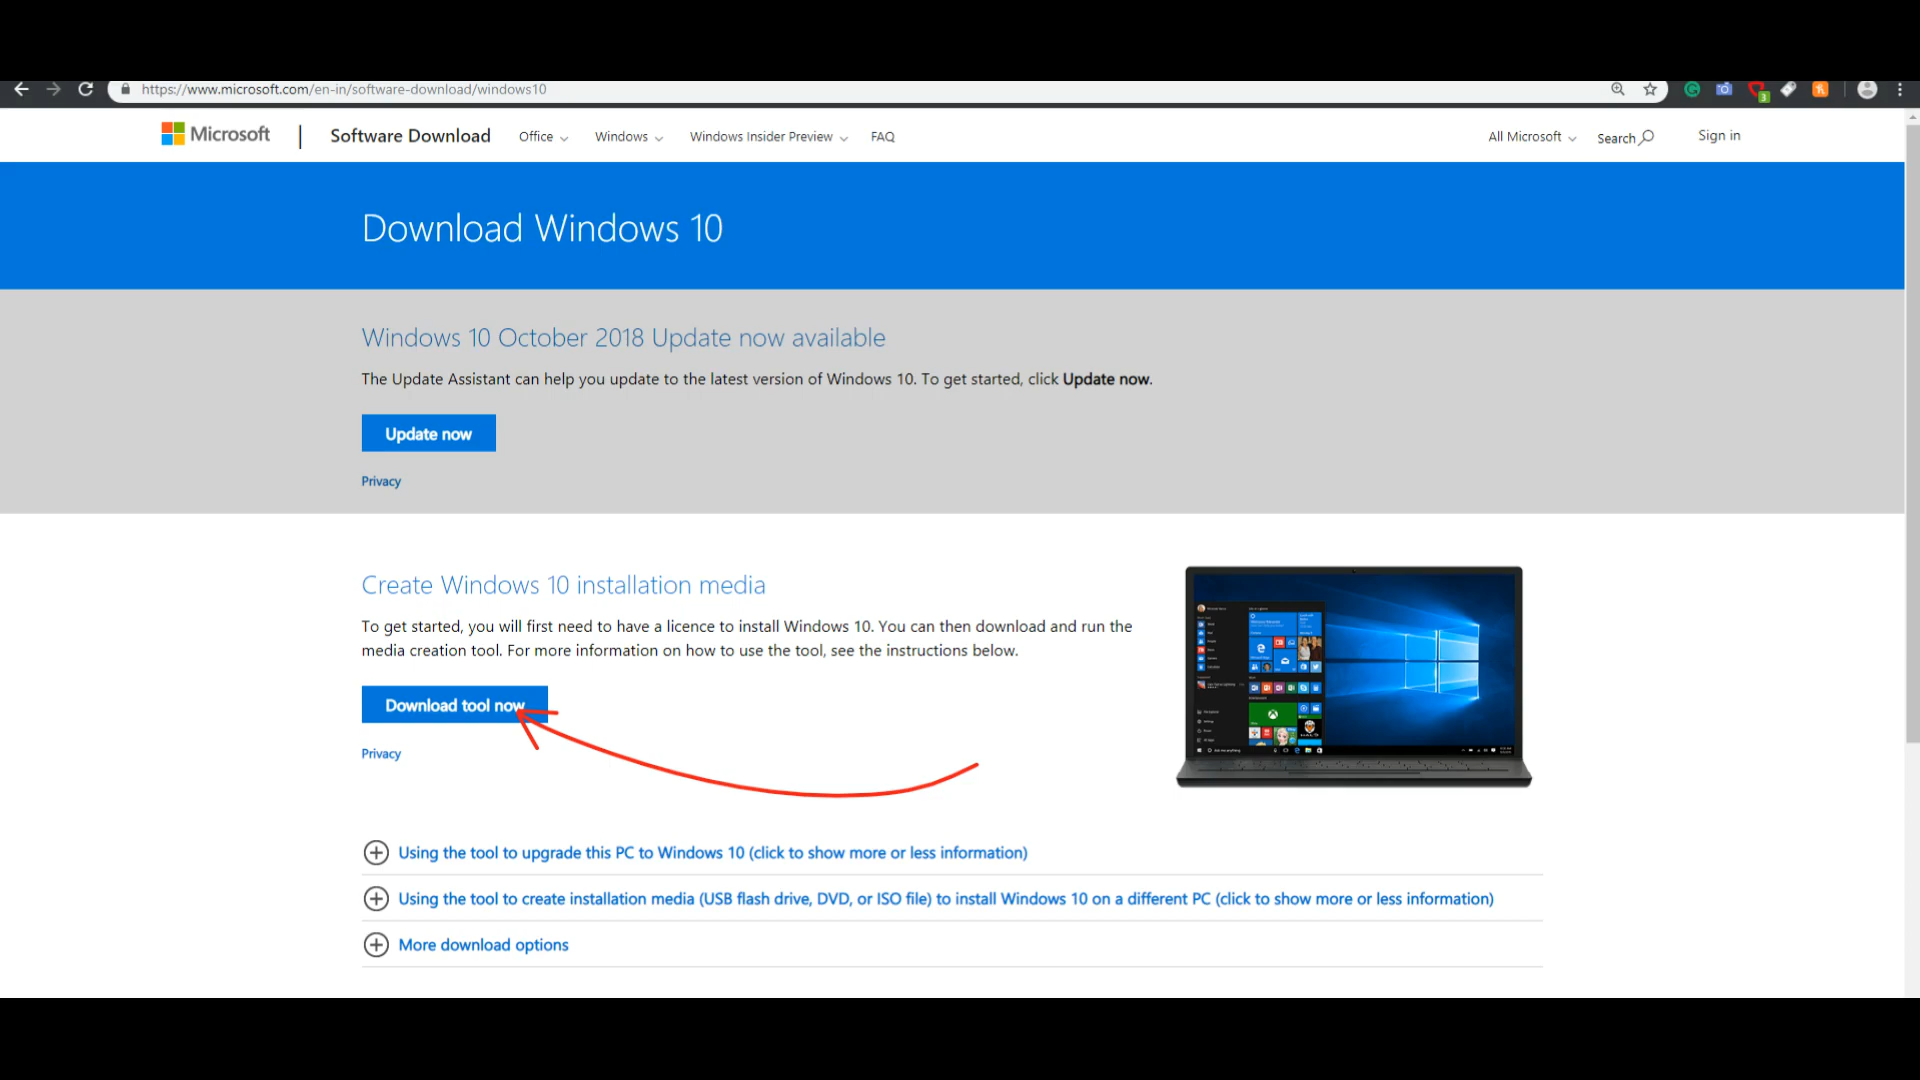 https://www.microsoft.com/en-in/software-download/windows10
3
Microsoft
Software Download
Office
Windows
Windows Insider Preview
FAQ
All Microsoft
Search
Sign in
Download Windows 10
Windows 10 October 2018 Update now available
The Update Assistant can help you update to the latest version of Windows 10. To get started, click Update now.
Update now
Privacy
Create Windows 10 installation media
To get started, you will first need to have a licence to install Windows 10. You can then download and run the
media creation tool. For more information on how to use the tool, see the instructions below.
Download tool now
Privacy
Using the tool to upgrade this PC to Windows 10 (click to show more or less information)
Using the tool to create installation media (USB flash drive, DVD, or ISO file) to install Windows 10 on a different PC (click to show more or less information)
More download options